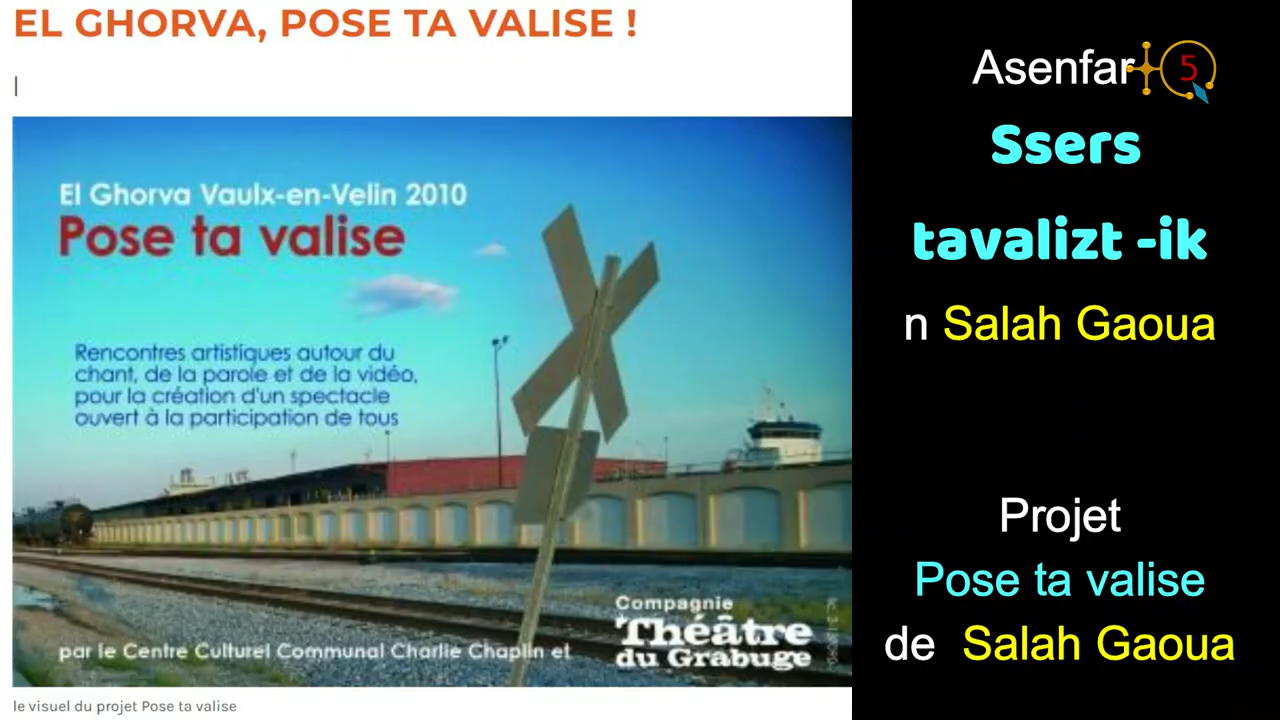 EL GHORVA, POSE TA VALISE !
|
El Ghorva Vaulx-en-Velin 2010
Pose ta valise
Rencontres artistiques autour du
chant, de la parole et de la vidéo,
pour la création d'un spectacle
ouvert à la participation de tous
par le Centre Culturel Communal Charlie Chaplin et
Compagnie
Théâtre
du Grabuge
le visuel du projet Pose ta valise
Asenfar
5
Ssers
tavalizt -ik
n Salah Gaoua
Projet
Pose ta valise
de Salah Gaoua